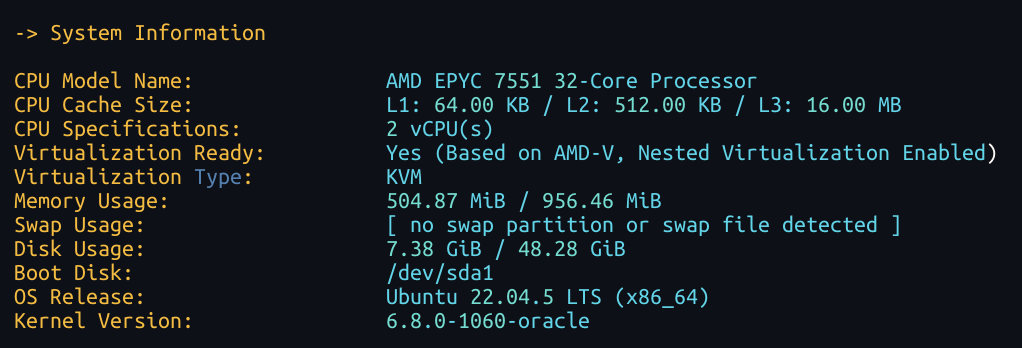 -> System Information
CPU Model Name: AMD EPYC 7551 32-Core Processor
CPU Cache Size: L1: 64.00 KB / L2: 512.00 KB / L3: 16.00 MB
CPU Specifications: 2 vCPU(s)
Virtualization Ready: Yes (Based on AMD-V, Nested Virtualization Enabled)
Virtualization Type: KVM
Memory Usage: 504.87 MiB / 956.46 MiB
Swap Usage: [ no swap partition or swap file detected ]
Disk Usage: 7.38 GiB / 48.28 GiB
Boot Disk: /dev/sda1
OS Release: Ubuntu 22.04.5 LTS (x86_64)
Kernel Version: 6.8.0-1060-oracle